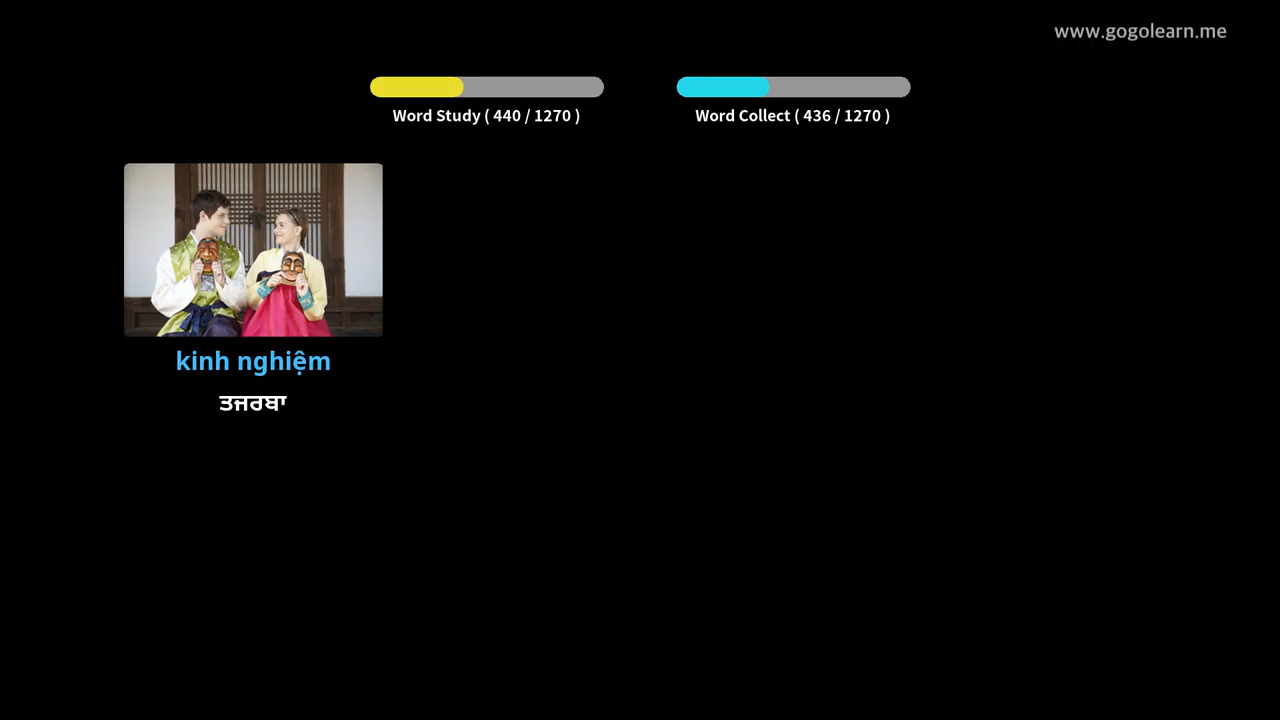 www.gogolearn.me
Word Study ( 440 / 1270 )
Word Collect ( 436 / 1270 )
kinh nghiệm
ਤਜਰਬਾ